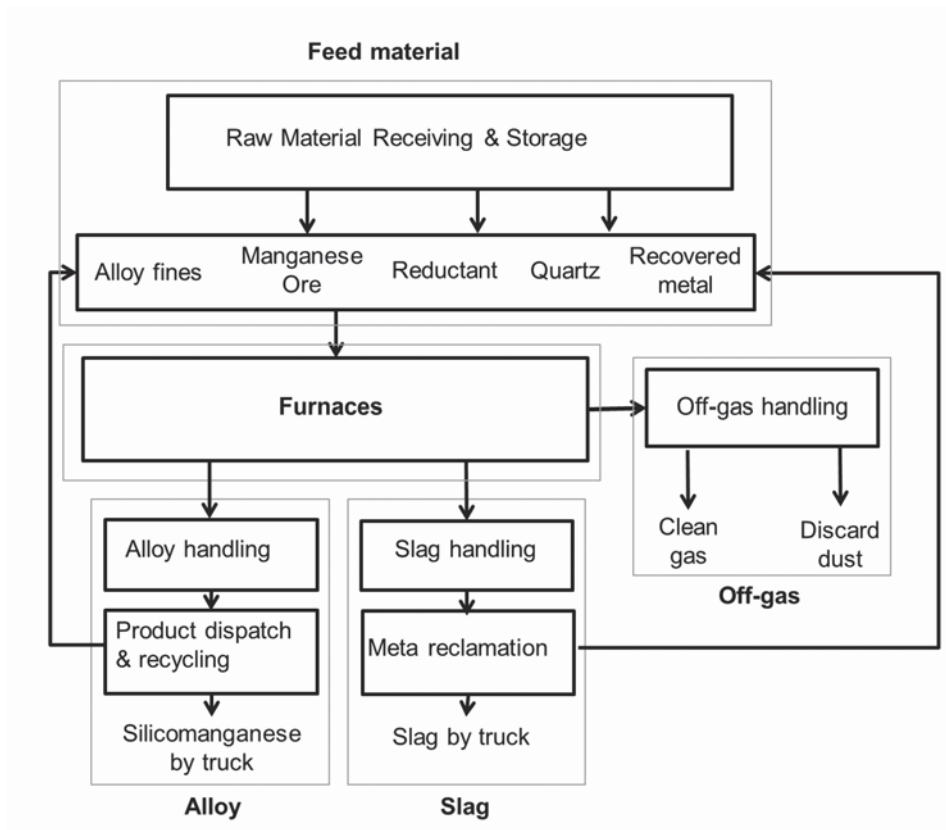 Feed material
Raw Material Receiving & Storage
Alloy fines
Manganese
Ore
Reductant
Quartz
Recovered
metal
Furnaces
Off-gas handling
Clean
gas
Discard
dust
Off-gas
Alloy handling
Product dispatch
& recycling
Silicomanganese
by truck
Alloy
Slag handling
Meta reclamation
Slag by truck
Slag